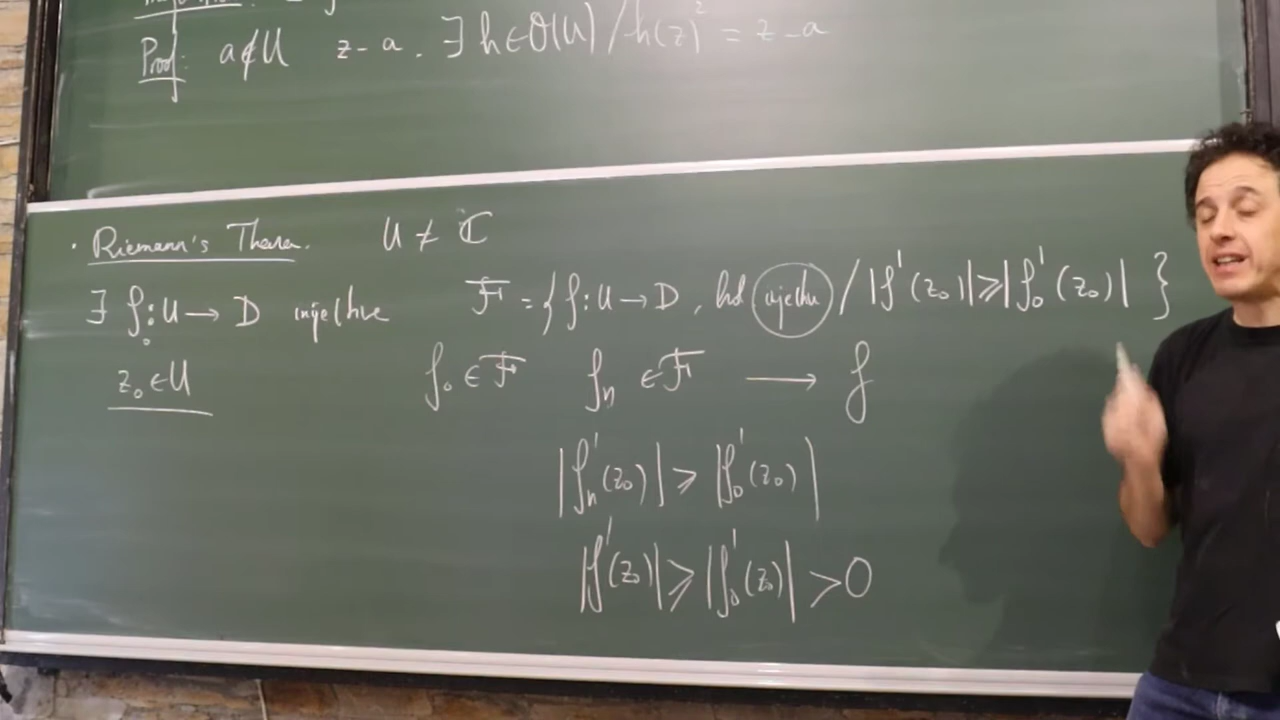 Proof: a∉U z-a. ∃ h∈O(U) / h(z)² = z-a
· Riemann's Theorem. U ≠ ℂ
∃ f₀: U → D injective F = { f: U → D, hol injective / |f'(z₀)| ≥ |f₀'(z₀)| }
z₀ ∈ U f₀ ∈ F fₙ ∈ F → f
|fₙ'(z₀)| ≥ |f₀'(z₀)|
|f'(z₀)| ≥ |f₀'(z₀)| > 0